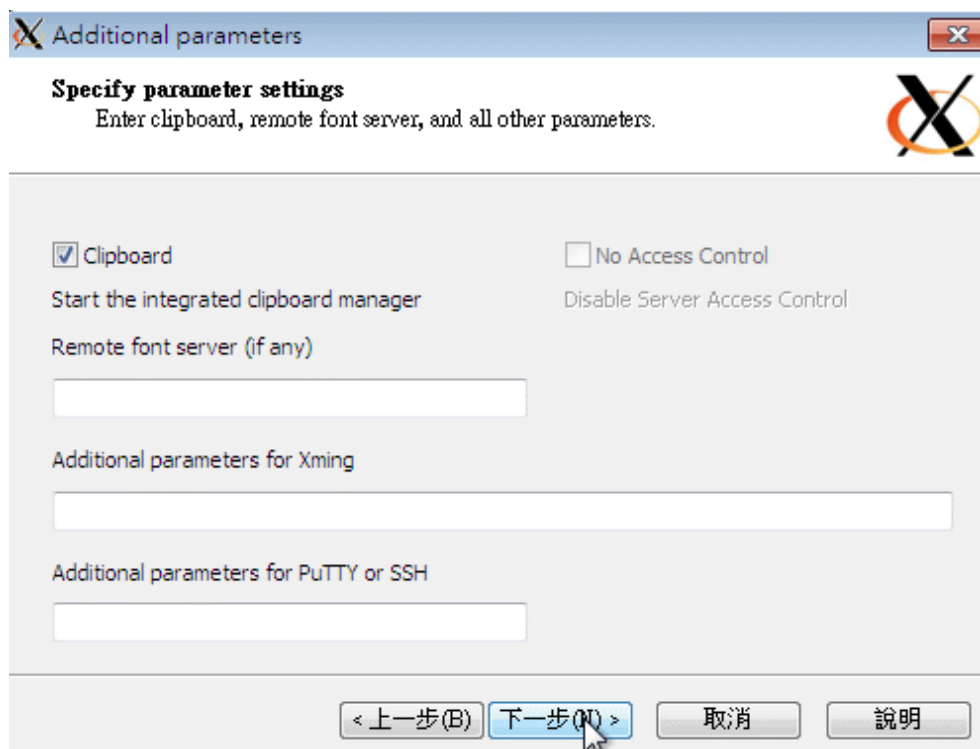 Additional parameters
Specify parameter settings
Enter clipboard, remote font server, and all other parameters.
Clipboard
No Access Control
Start the integrated clipboard manager
Disable Server Access Control
Remote font server (if any)
Additional parameters for Xming
Additional parameters for PuTTY or SSH
< 上一步(B)
下一步(N) >
取消
說明